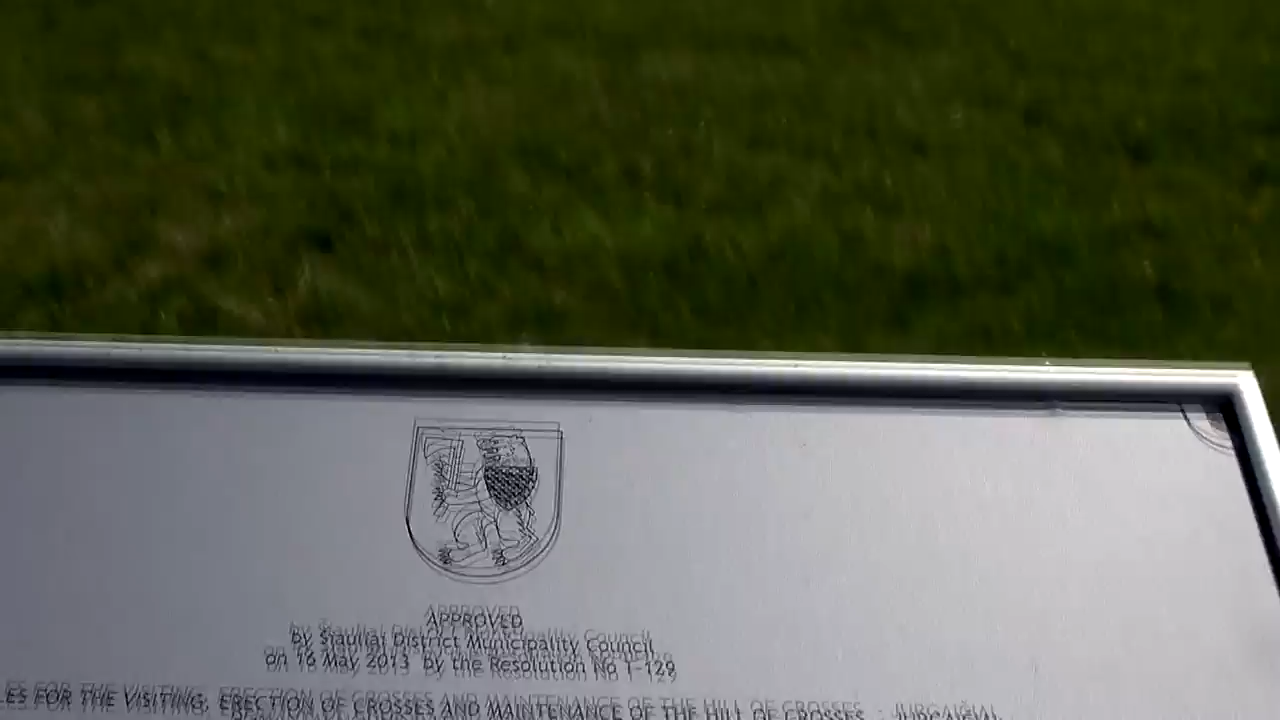 APPROVED
by Šiauliai District Municipality Council
on 16 May 2013 by the Resolution No T-129
ES FOR THE VISITING, ERECTION OF CROSSES AND MAINTENANCE OF THE HILL OF CROSSES